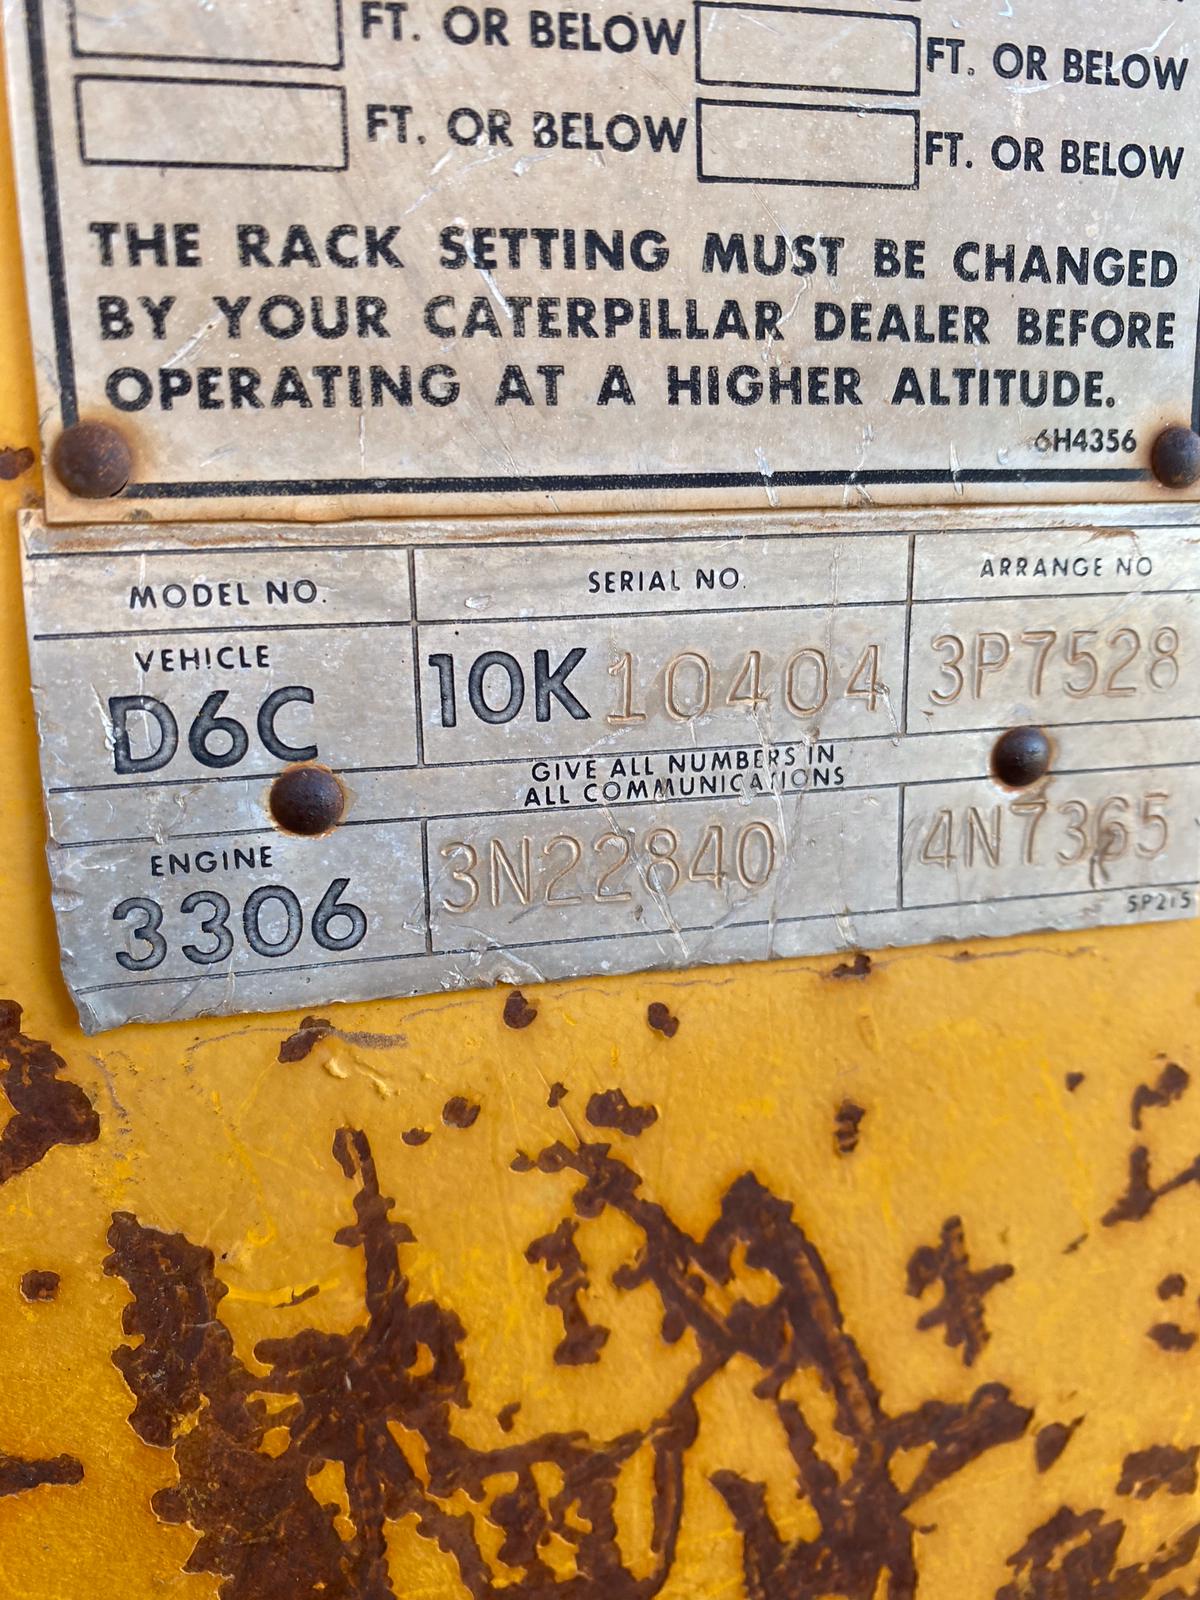 FT. OR BELOW
FT. OR BELOW
FT. OR BELOW
FT. OR BELOW
THE RACK SETTING MUST BE CHANGED
BY YOUR CATERPILLAR DEALER BEFORE
OPERATING AT A HIGHER ALTITUDE.
6H4356
MODEL NO. SERIAL NO. ARRANGE NO
VEHICLE
D6C 10K10404 3P7528
GIVE ALL NUMBERS IN
ALL COMMUNICATIONS
ENGINE
3306 3N22840 4N7365